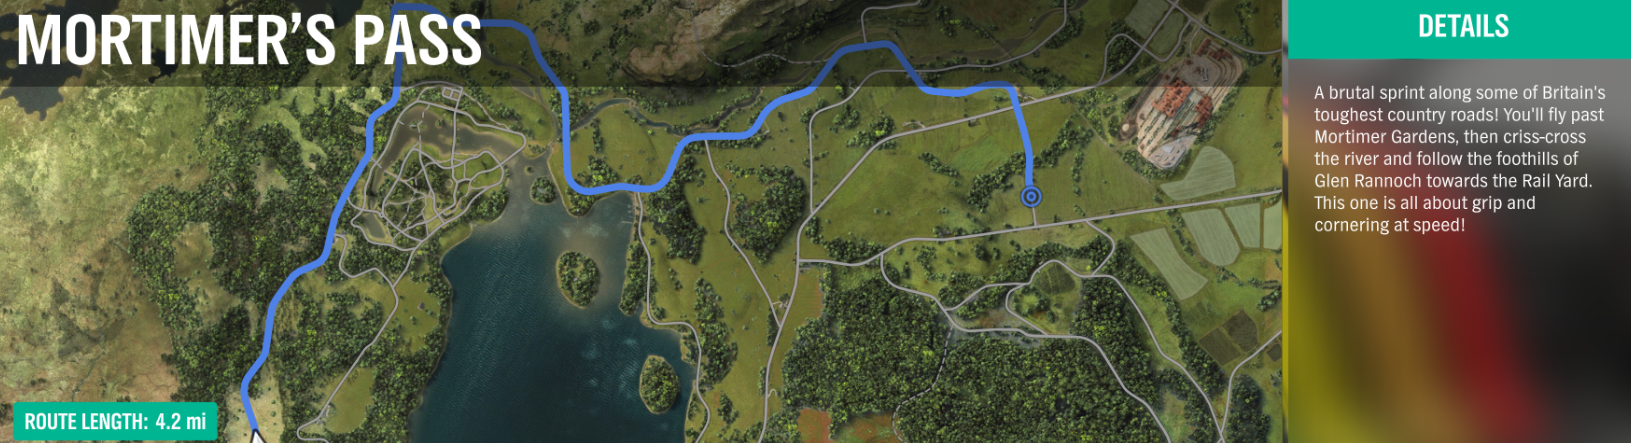 MORTIMER'S PASS
ROUTE LENGTH: 4.2 mi
DETAILS
A brutal sprint along some of Britain's
toughest country roads! You'll fly past
Mortimer Gardens, then criss-cross
the river and follow the foothills of
Glen Rannoch towards the Rail Yard.
This one is all about grip and
cornering at speed!